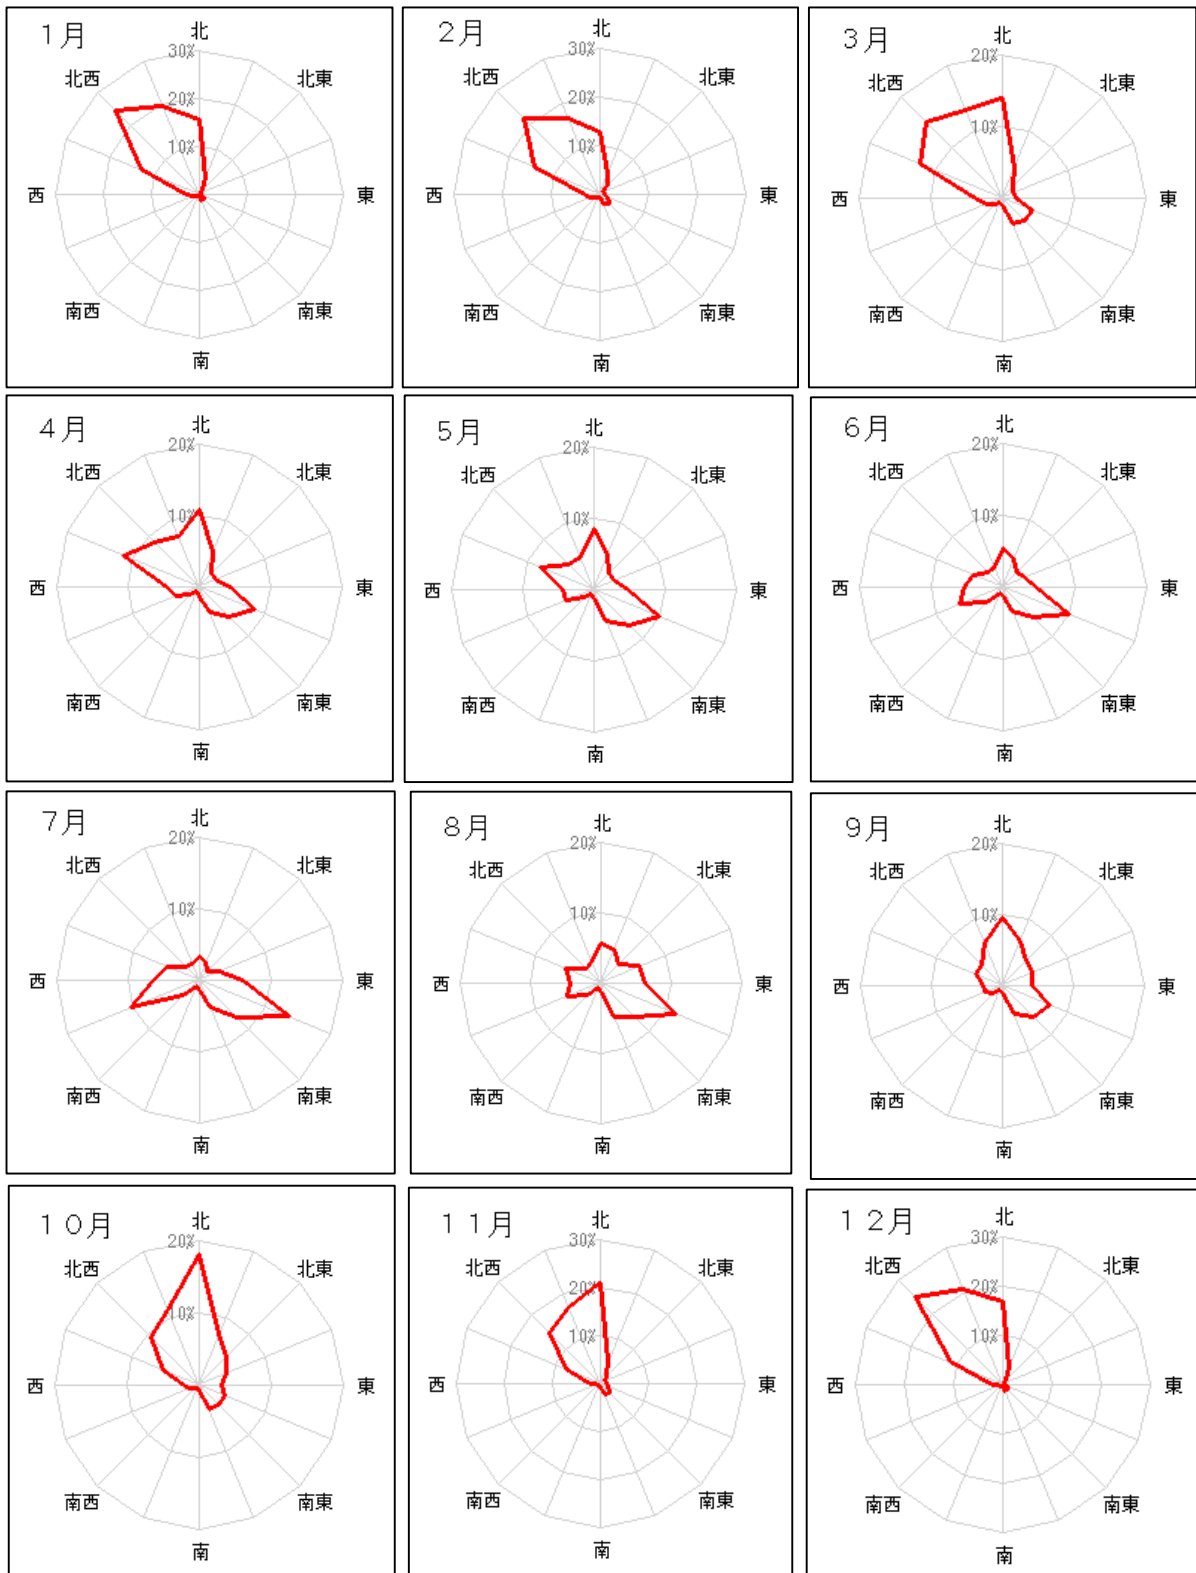 １月
北
30%
北西
北東
20%
10%
西
東
南西
南東
南
２月
北
30%
北西
北東
20%
10%
西
東
南西
南東
南
３月
北
20%
北西
北東
10%
西
東
南西
南東
南
４月
北
20%
北西
北東
10%
西
東
南西
南東
南
５月
北
20%
北西
北東
10%
西
東
南西
南東
南
６月
北
20%
北西
北東
10%
西
東
南西
南東
南
７月
北
20%
北西
北東
10%
西
東
南西
南東
南
８月
北
20%
北西
北東
10%
西
東
南西
南東
南
９月
北
20%
北西
北東
10%
西
東
南西
南東
南
１０月
北
20%
北西
北東
10%
西
東
南西
南東
南
１１月
北
30%
北西
北東
20%
10%
西
東
南西
南東
南
１２月
北
30%
北西
北東
20%
10%
西
東
南西
南東
南